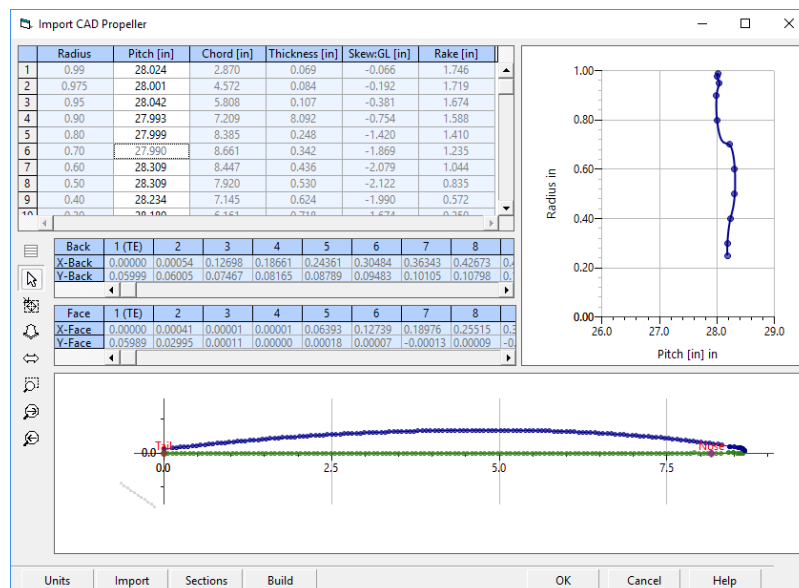 Import CAD Propeller
Radius Pitch [in] Chord [in] Thickness [in] Skew:GL [in] Rake [in]
1 0.99 28.024 2.870 0.069 -0.066 1.746
2 0.975 28.001 4.572 0.084 -0.192 1.719
3 0.95 28.042 5.808 0.107 -0.381 1.674
4 0.90 27.993 7.209 8.092 -0.754 1.588
5 0.80 27.999 8.385 0.248 -1.420 1.410
6 0.70 27.990 8.661 0.342 -1.869 1.235
7 0.60 28.309 8.447 0.436 -2.079 1.044
8 0.50 28.309 7.920 0.530 -2.122 0.835
9 0.40 28.234 7.145 0.624 -1.990 0.572
Back 1 (TE) 2 3 4 5 6 7 8
X-Back 0.00000 0.00054 0.12698 0.18661 0.24361 0.30484 0.36343 0.42673
Y-Back 0.05999 0.06005 0.07467 0.08165 0.08789 0.09483 0.10105 0.10798
Face 1 (TE) 2 3 4 5 6 7 8
X-Face 0.00000 0.00041 0.00001 0.00001 0.06393 0.12739 0.18976 0.25515
Y-Face 0.05989 0.02995 0.00011 0.00000 0.00018 0.00007 -0.00013 0.00009
1.00
0.80
0.60
0.40
0.20
0.00
Radius in
26.0 27.0 28.0 29.0
Pitch [in] in
Tail Nose
0.0
0.0 2.5 5.0 7.5
Units Import Sections Build OK Cancel Help